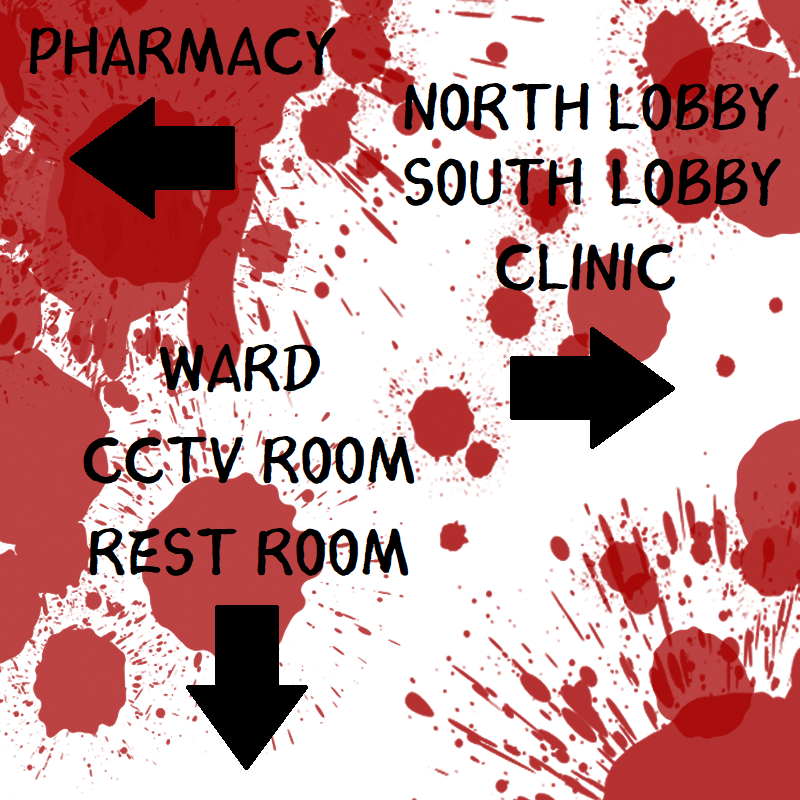 PHARMACY
NORTH LOBBY
SOUTH LOBBY
CLINIC
WARD
CCTV ROOM
REST ROOM